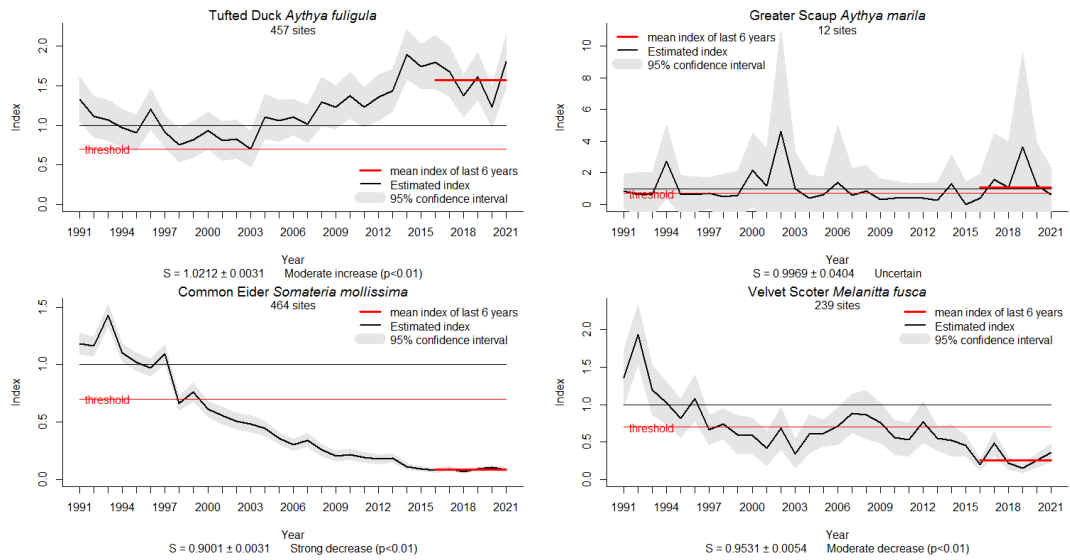 Tufted Duck Aythya fuligula
457 sites
2.0
1.5
1.0
0.5
0.0
Index
threshold
mean index of last 6 years
Estimated index
95% confidence interval
1991 1994 1997 2000 2003 2006 2009 2012 2015 2018 2021
Year
S = 1.0212 ± 0.0031 Moderate increase (p<0.01)
Greater Scaup Aythya marila
12 sites
mean index of last 6 years
Estimated index
95% confidence interval
10
8
6
4
2
0
Index
threshold
1991 1994 1997 2000 2003 2006 2009 2012 2015 2018 2021
Year
S = 0.9969 ± 0.0404 Uncertain
Common Eider Somateria mollissima
464 sites
mean index of last 6 years
Estimated index
95% confidence interval
1.5
1.0
0.5
0.0
Index
threshold
1991 1994 1997 2000 2003 2006 2009 2012 2015 2018 2021
Year
S = 0.9001 ± 0.0031 Strong decrease (p<0.01)
Velvet Scoter Melanitta fusca
239 sites
mean index of last 6 years
Estimated index
95% confidence interval
2.0
1.5
1.0
0.5
0.0
Index
threshold
1991 1994 1997 2000 2003 2006 2009 2012 2015 2018 2021
Year
S = 0.9531 ± 0.0054 Moderate decrease (p<0.01)